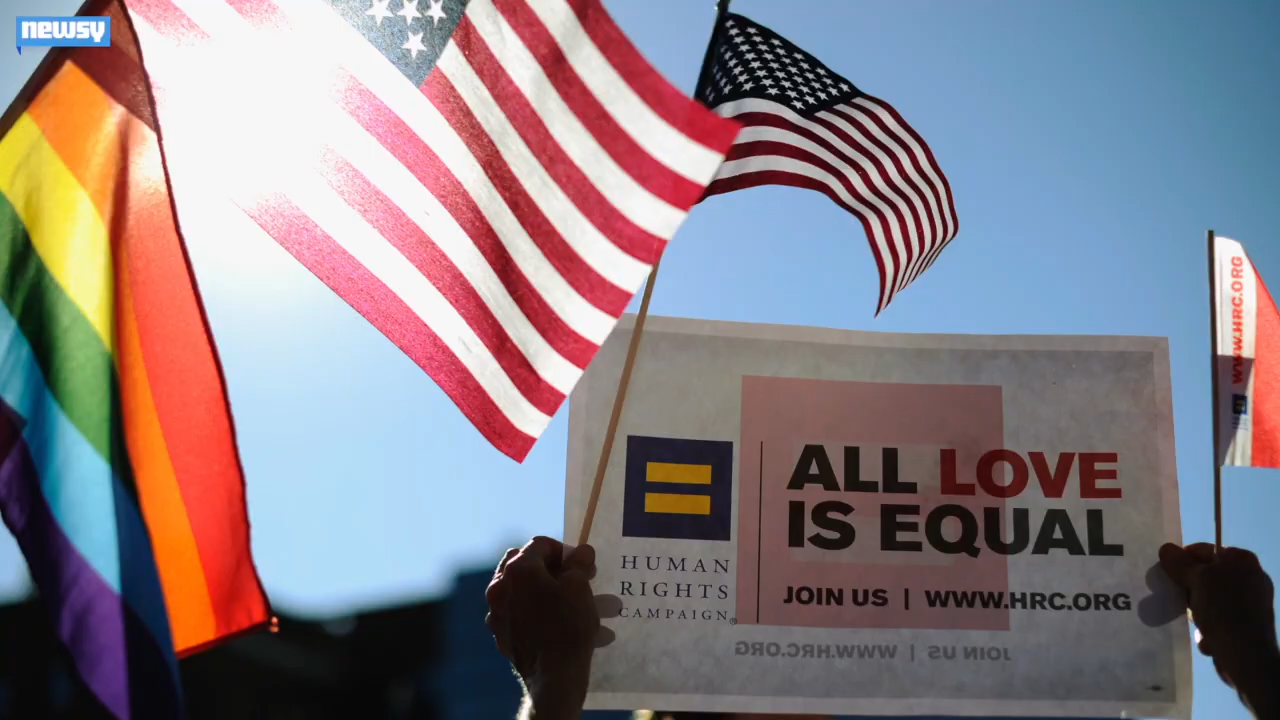 newsy
WWW.HRC.ORG
ALL LOVE
IS EQUAL
HUMAN
RIGHTS
CAMPAIGN®
JOIN US | WWW.HRC.ORG
JOIN US | WWW.HRC.ORG